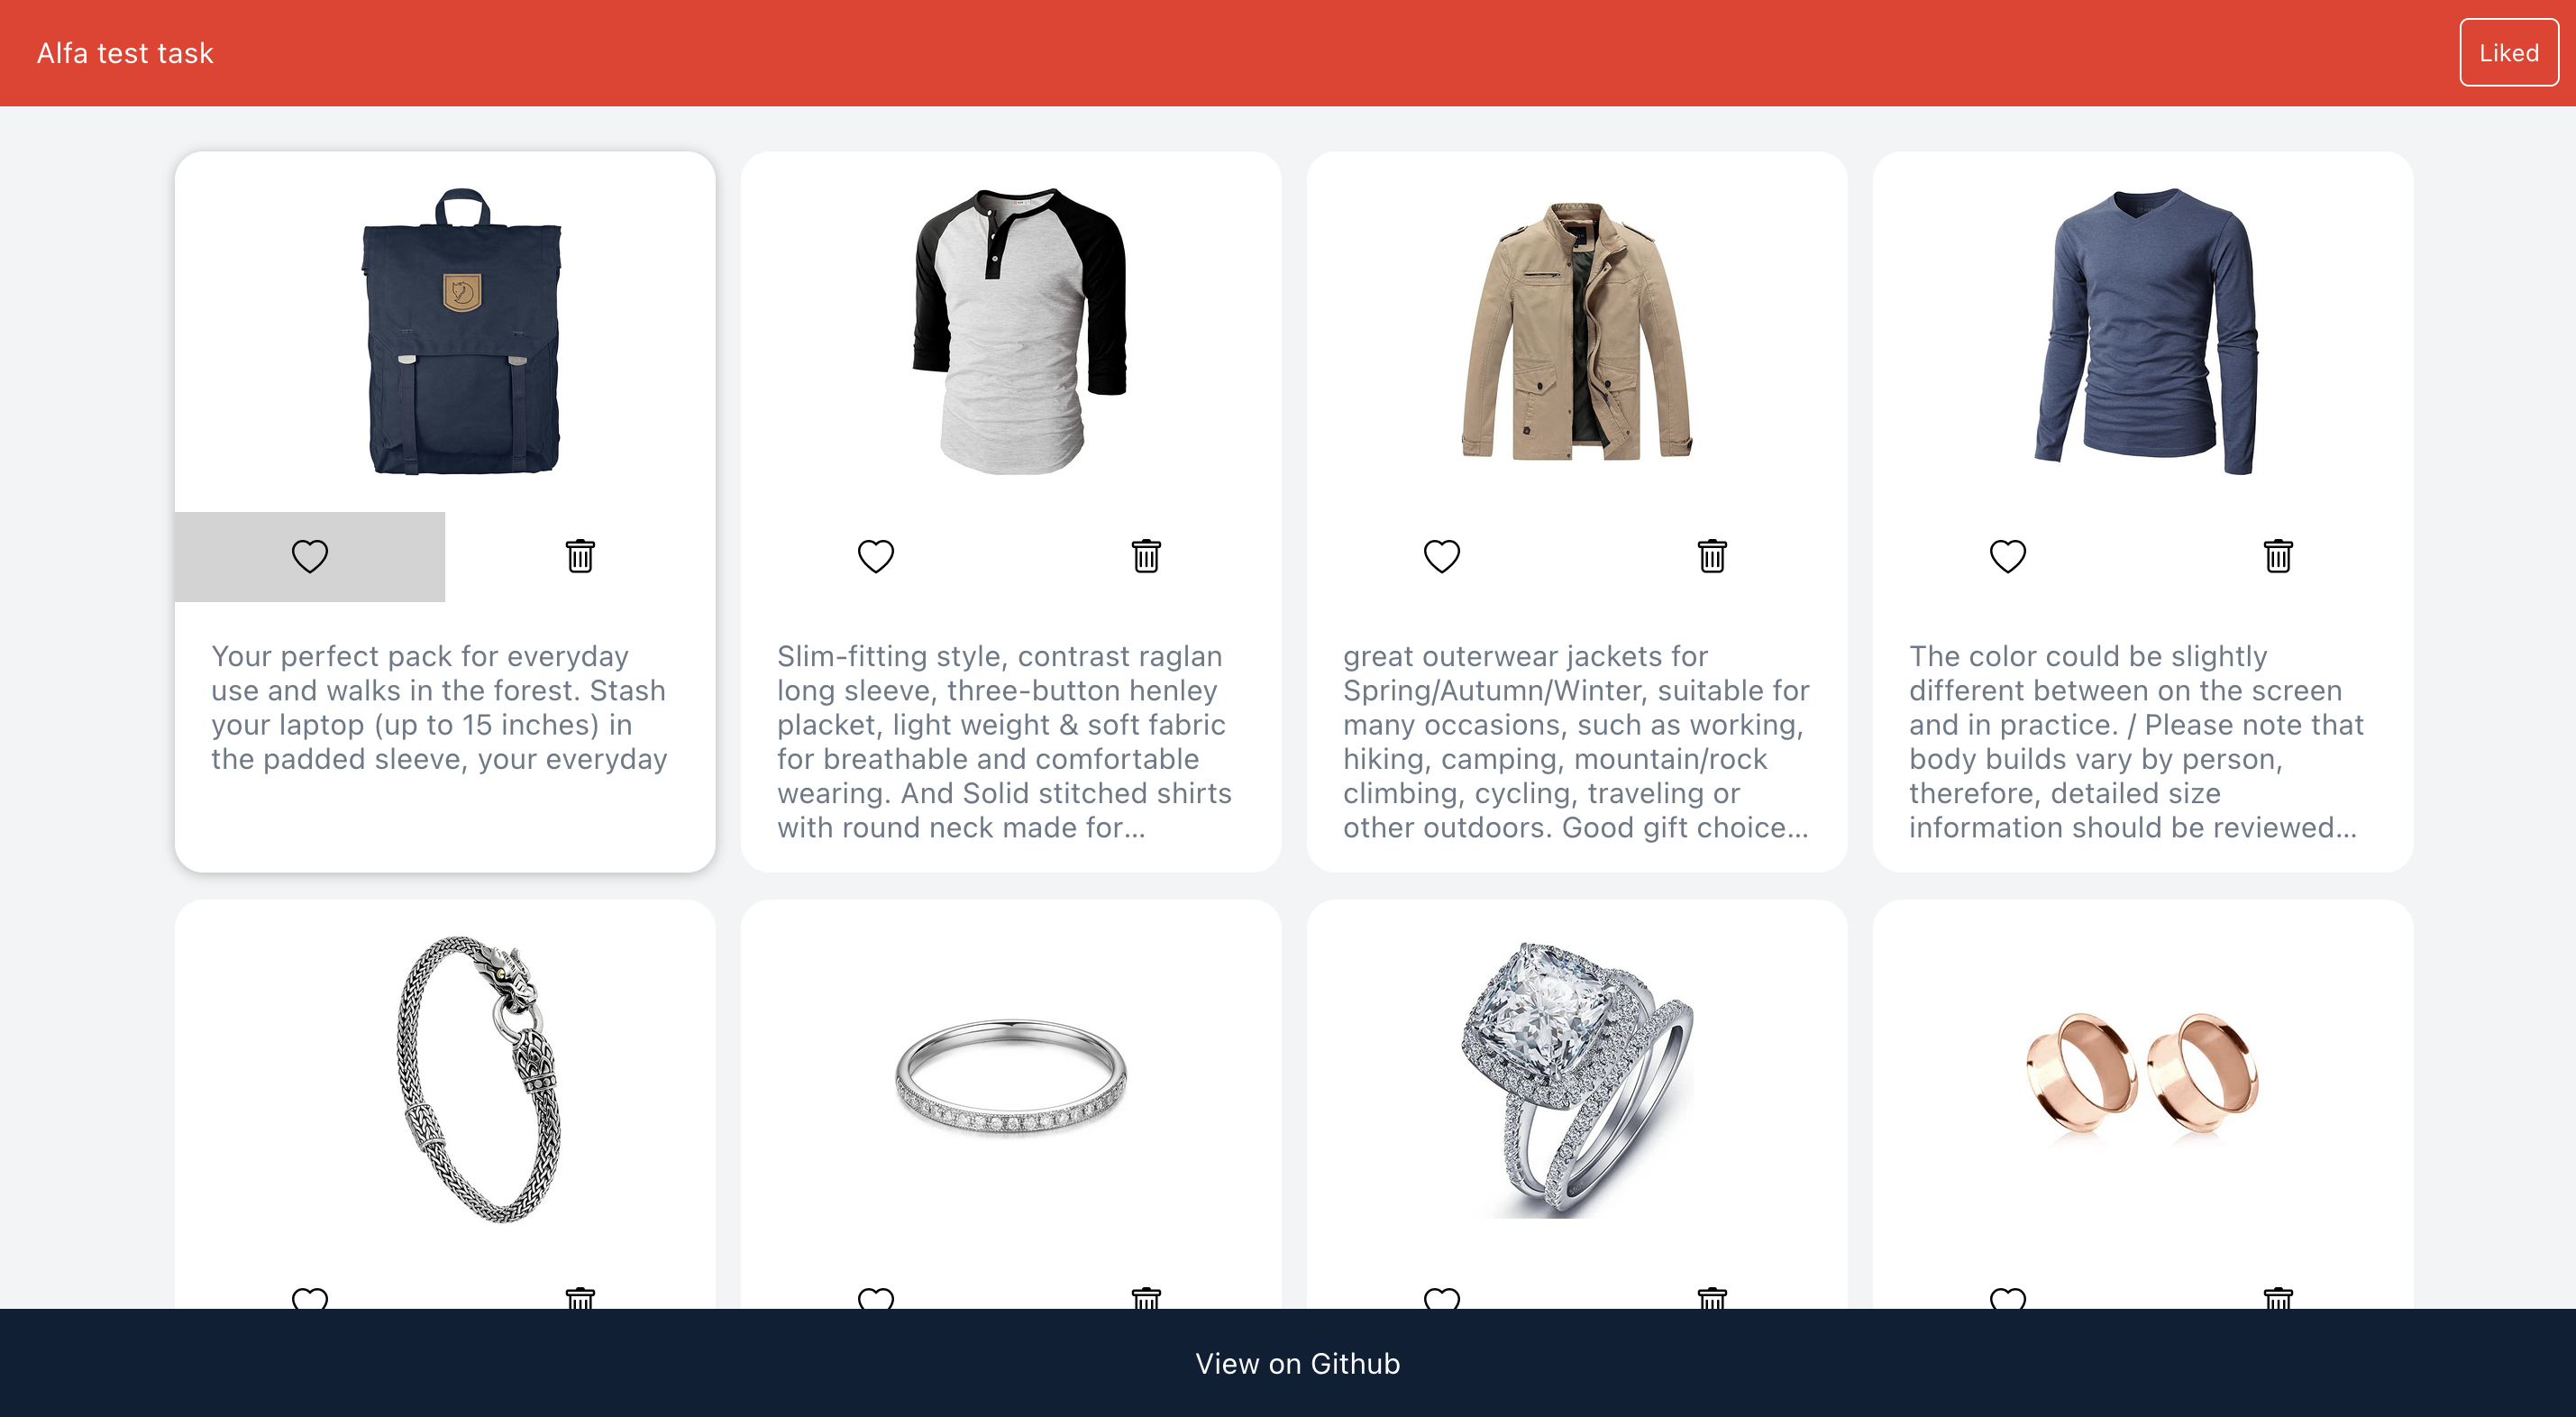 Alfa test task
Liked
Your perfect pack for everyday
use and walks in the forest. Stash
your laptop (up to 15 inches) in
the padded sleeve, your everyday
Slim-fitting style, contrast raglan
long sleeve, three-button henley
placket, light weight & soft fabric
for breathable and comfortable
wearing. And Solid stitched shirts
with round neck made for...
great outerwear jackets for
Spring/Autumn/Winter, suitable for
many occasions, such as working,
hiking, camping, mountain/rock
climbing, cycling, traveling or
other outdoors. Good gift choice...
The color could be slightly
different between on the screen
and in practice. / Please note that
body builds vary by person,
therefore, detailed size
information should be reviewed...
View on Github